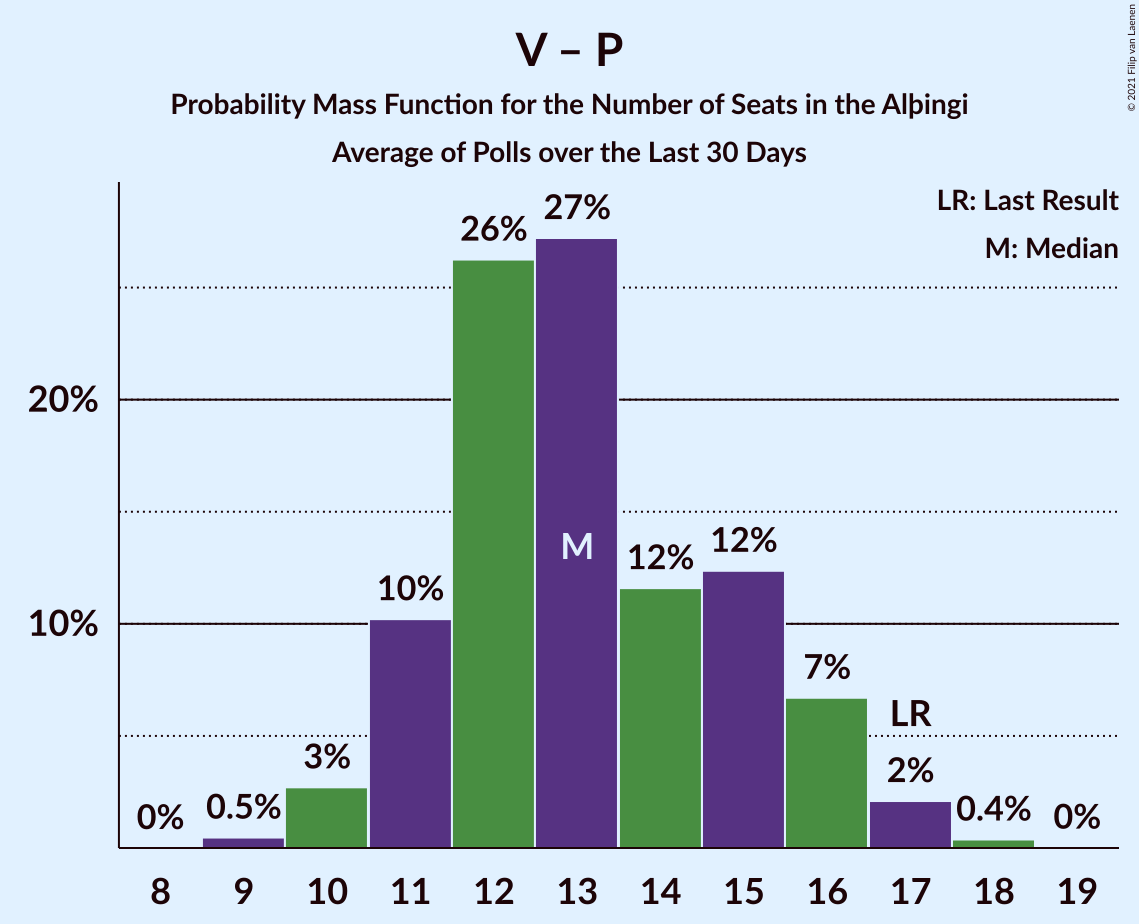 V – P
Probability Mass Function for the Number of Seats in the Alþingi
Average of Polls over the Last 30 Days
© 2021 Filip van Laenen
LR: Last Result
M: Median
20%
10%
0%
0.5%
3%
10%
26%
27%
M
12%
12%
7%
LR
2%
0.4%
0%
8 9 10 11 12 13 14 15 16 17 18 19